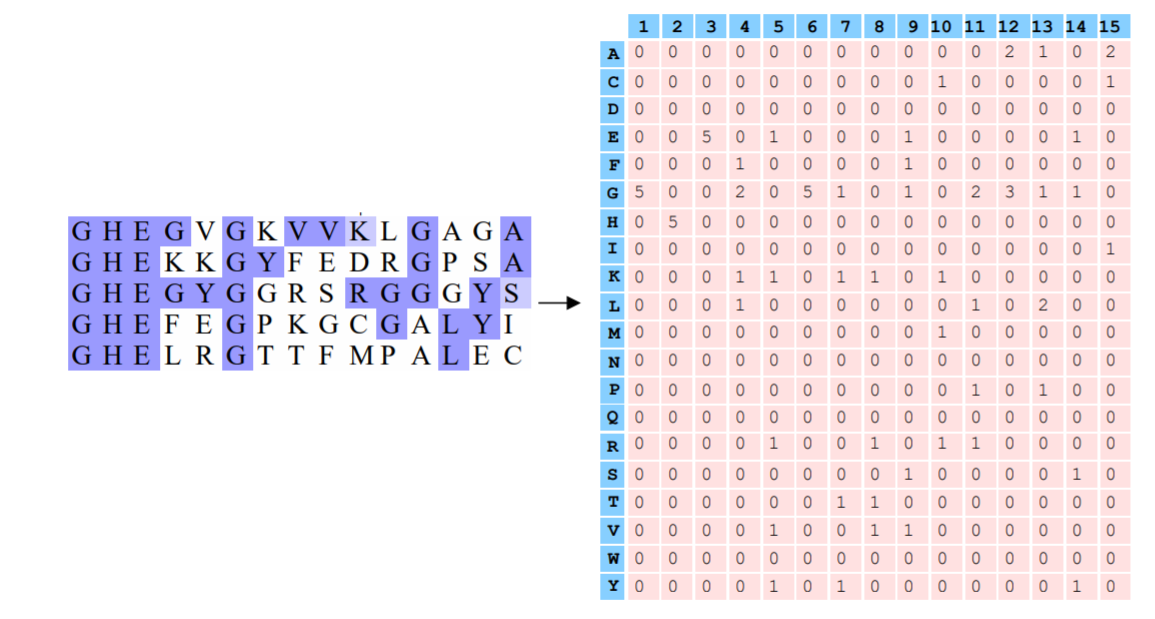 G H E G V G K V V K L G A G A
G H E K K G Y F E D R G P S A
G H E G Y G G R S R G G G Y S
G H E F E G P K G C G A L Y I
G H E L R G T T F M P A L E C
1 2 3 4 5 6 7 8 9 10 11 12 13 14 15
A 0 0 0 0 0 0 0 0 0 0 0 2 1 0 2
C 0 0 0 0 0 0 0 0 0 1 0 0 0 0 1
D 0 0 0 0 0 0 0 0 0 0 0 0 0 0 0
E 0 0 5 0 1 0 0 0 1 0 0 0 0 1 0
F 0 0 0 1 0 0 0 0 1 0 0 0 0 0 0
G 5 0 0 2 0 5 1 0 1 0 2 3 1 1 0
H 0 5 0 0 0 0 0 0 0 0 0 0 0 0 0
I 0 0 0 0 0 0 0 0 0 0 0 0 0 0 1
K 0 0 0 1 1 0 1 1 0 1 0 0 0 0 0
L 0 0 0 1 0 0 0 0 0 0 1 0 2 0 0
M 0 0 0 0 0 0 0 0 0 1 0 0 0 0 0
N 0 0 0 0 0 0 0 0 0 0 0 0 0 0 0
P 0 0 0 0 0 0 0 0 0 0 1 0 1 0 0
Q 0 0 0 0 0 0 0 0 0 0 0 0 0 0 0
R 0 0 0 0 1 0 0 1 0 1 1 0 0 0 0
S 0 0 0 0 0 0 0 0 1 0 0 0 0 1 0
T 0 0 0 0 0 0 1 1 0 0 0 0 0 0 0
V 0 0 0 0 1 0 0 1 1 0 0 0 0 0 0
W 0 0 0 0 0 0 0 0 0 0 0 0 0 0 0
Y 0 0 0 0 1 0 1 0 0 0 0 0 0 1 0